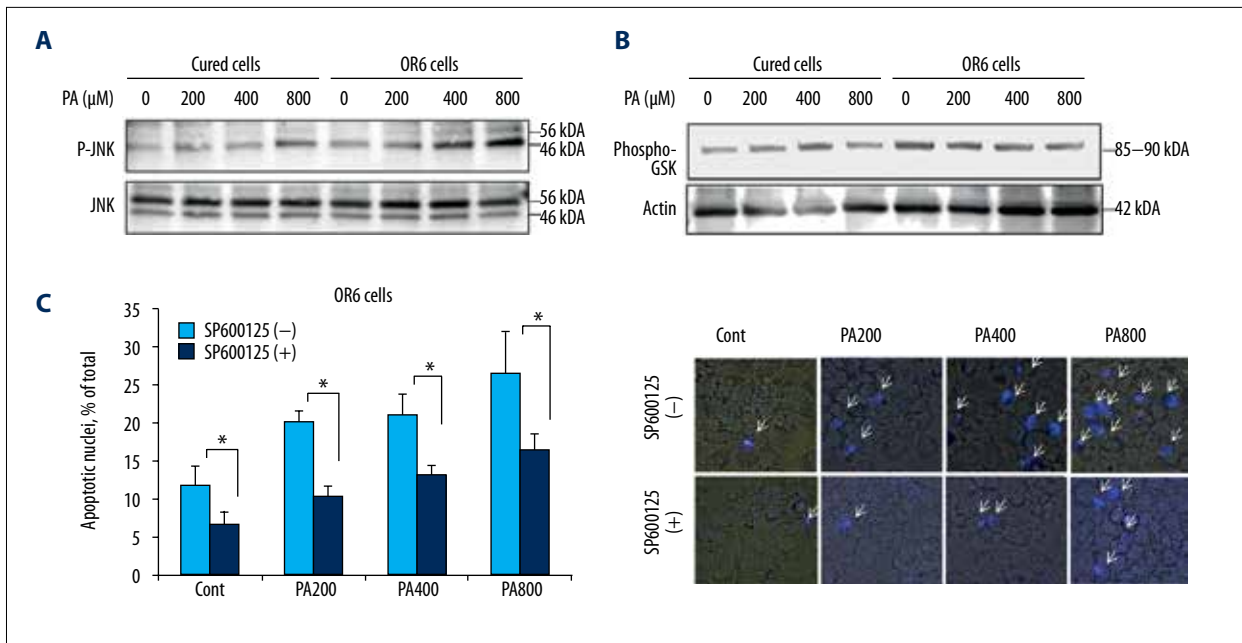 A
Cured cells OR6 cells
PA (μM) 0 200 400 800 0 200 400 800
P-JNK
56 kDA
46 kDA
JNK
56 kDA
46 kDA
B
Cured cells OR6 cells
PA (μM) 0 200 400 800 0 200 400 800
Phospho-
GSK
85–90 kDA
Actin
42 kDA
C
OR6 cells
Apoptotic nuclei, % of total
35
30
25
20
15
10
5
0
SP600125 (–)
SP600125 (+)
* * * *
Cont PA200 PA400 PA800
Cont PA200 PA400 PA800
SP600125
(–)
SP600125
(+)